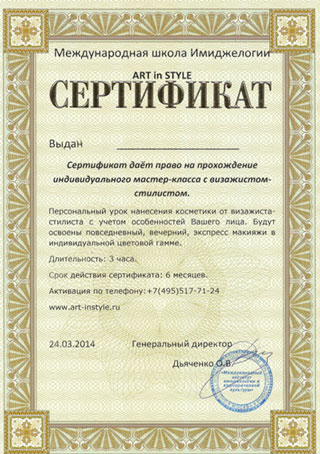 Международная школа Имиджелогии
ART in STYLE
СЕРТИФИКАТ
Выдан
Сертификат даёт право на прохождение
индивидуального мастер-класса с визажистом-
стилистом.
Персональный урок нанесения косметики от визажиста-
стилиста с учетом особенностей Вашего лица. Будут
освоены повседневный, вечерний, экспресс макияжи в
индивидуальной цветовой гамме.
Длительность: 3 часа.
Срок действия сертификата: 6 месяцев.
Активация по телефону:+7(495)517-71-24
www.art-instyle.ru
24.03.2014 Генеральный директор
Дьяченко О.В.
«Международный